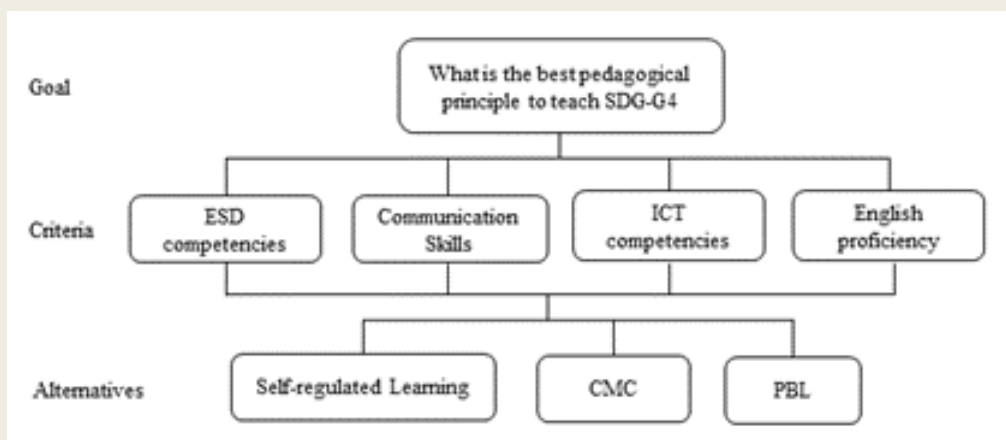 Goal
What is the best pedagogical
principle to teach SDG-G4
Criteria
ESD
competencies
Communication
Skills
ICT
competencies
English
proficiency
Alternatives
Self-regulated Learning
CMC
PBL